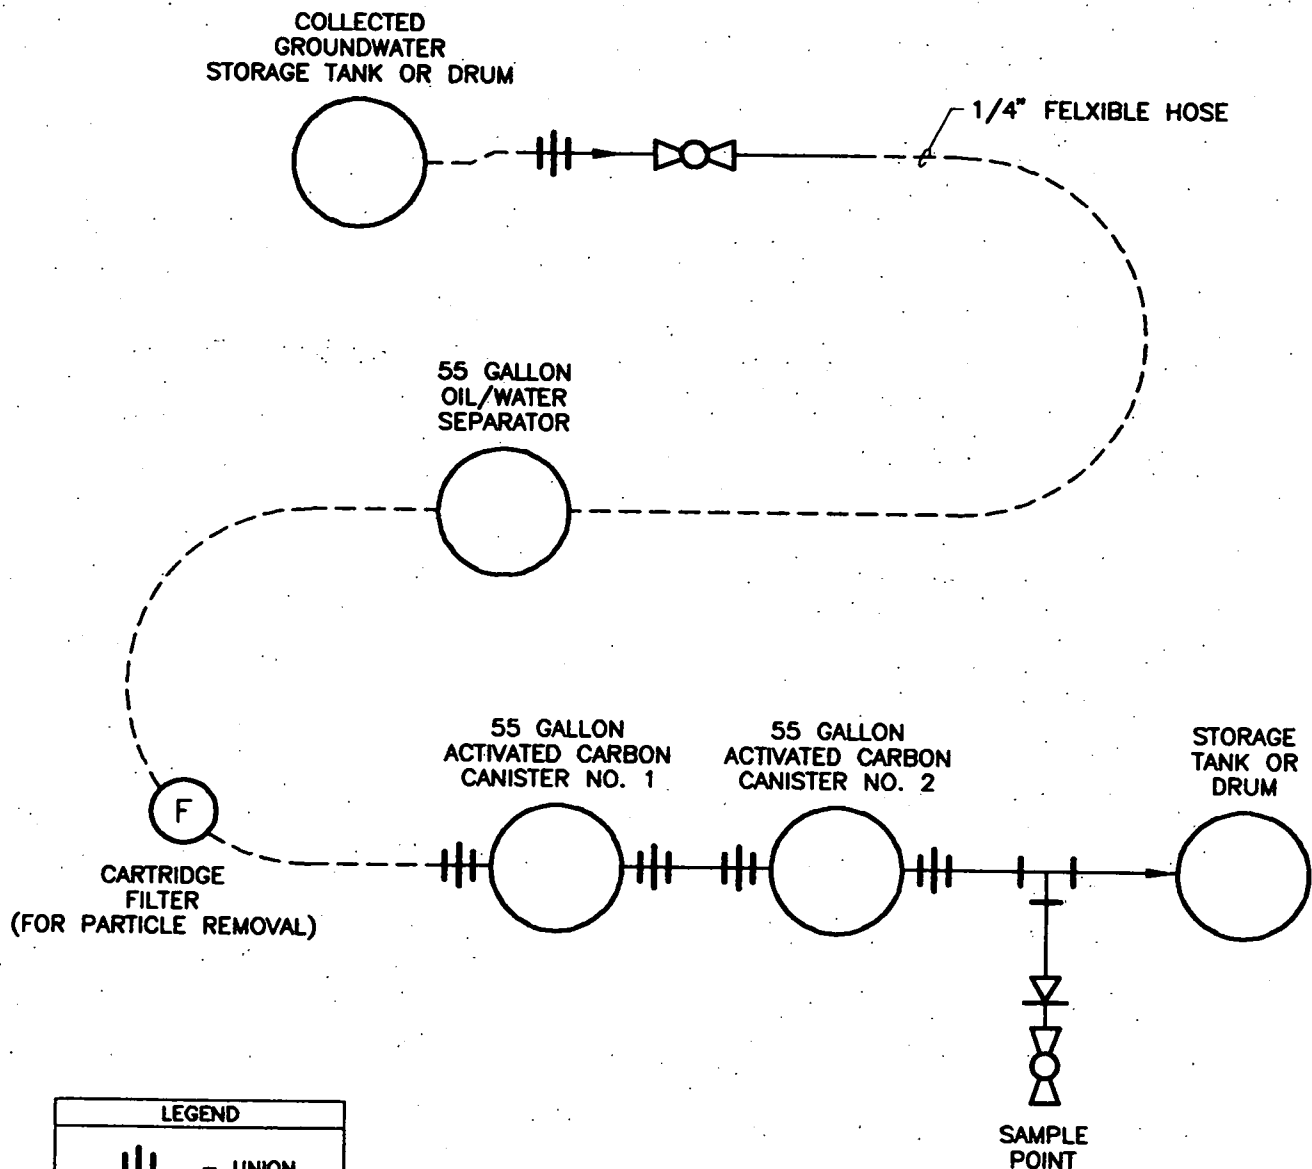 COLLECTED
GROUNDWATER
STORAGE TANK OR DRUM
1/4" FELXIBLE HOSE
55 GALLON
OIL/WATER
SEPARATOR
55 GALLON
ACTIVATED CARBON
CANISTER NO. 1
55 GALLON
ACTIVATED CARBON
CANISTER NO. 2
STORAGE
TANK OR
DRUM
F
CARTRIDGE
FILTER
(FOR PARTICLE REMOVAL)
SAMPLE
POINT
LEGEND
- UNION